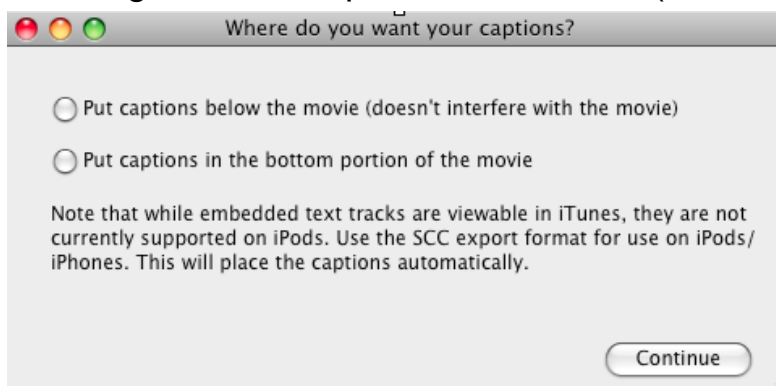 Where do you want your captions?
Put captions below the movie (doesn't interfere with the movie)
Put captions in the bottom portion of the movie
Note that while embedded text tracks are viewable in iTunes, they are not
currently supported on iPods. Use the SCC export format for use on iPods/
iPhones. This will place the captions automatically.
Continue